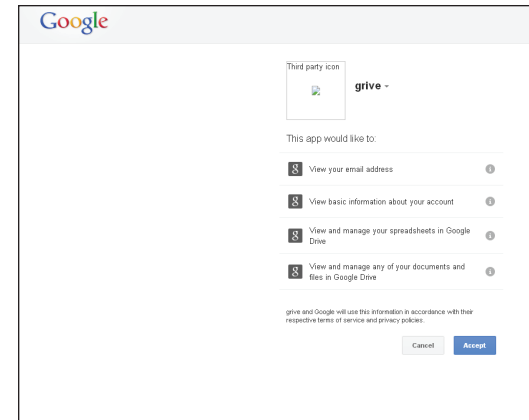 Google
Third party icon
grive -
This app would like to:
View your email address
View basic information about your account
View and manage your spreadsheets in Google
Drive
View and manage any of your documents and
files in Google Drive
grive and Google will use this information in accordance with their
respective terms of service and privacy policies.
Cancel Accept